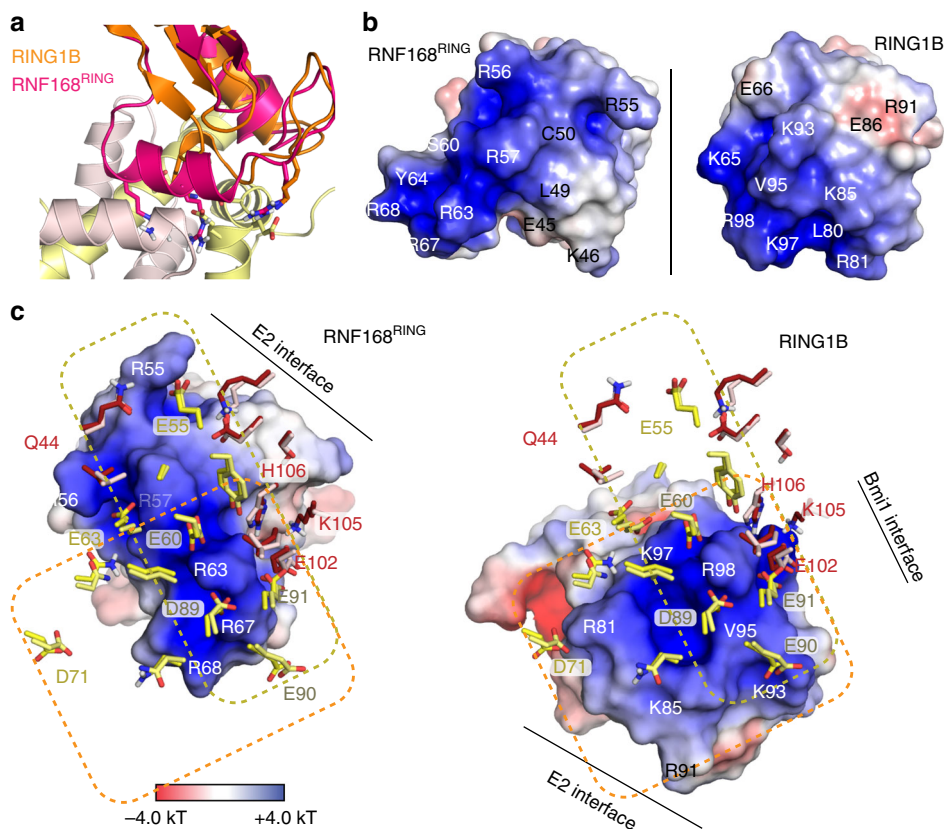 a
RING1B
RNF168RING
b
RNF168RING
RING1B
R56
R55
C50
S60
R57
Y64
L49
R68
R63
E45
R67
K46
E66
R91
K93
E86
K65
V95
K85
R98
L80
K97
R81
c
E2 interface
RNF168RING
RING1B
R55
E55
Q44
H106
R56
R57
K105
E63
E60
E102
R63
E91
D89
R67
D71
R68
E90
E55
Q44
H106
E60
K105
E63
Bmi1 interface
K97
R98
E102
E91
D89
R81
V95
E90
D71
K93
K85
R91
E2 interface
−4.0 kT
+4.0 kT